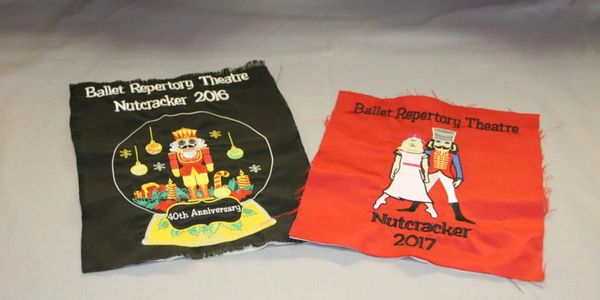 Ballet Repertory Theatre
Nutcracker 2016
40th Anniversary
Ballet Repertory Theatre
Nutcracker
2017